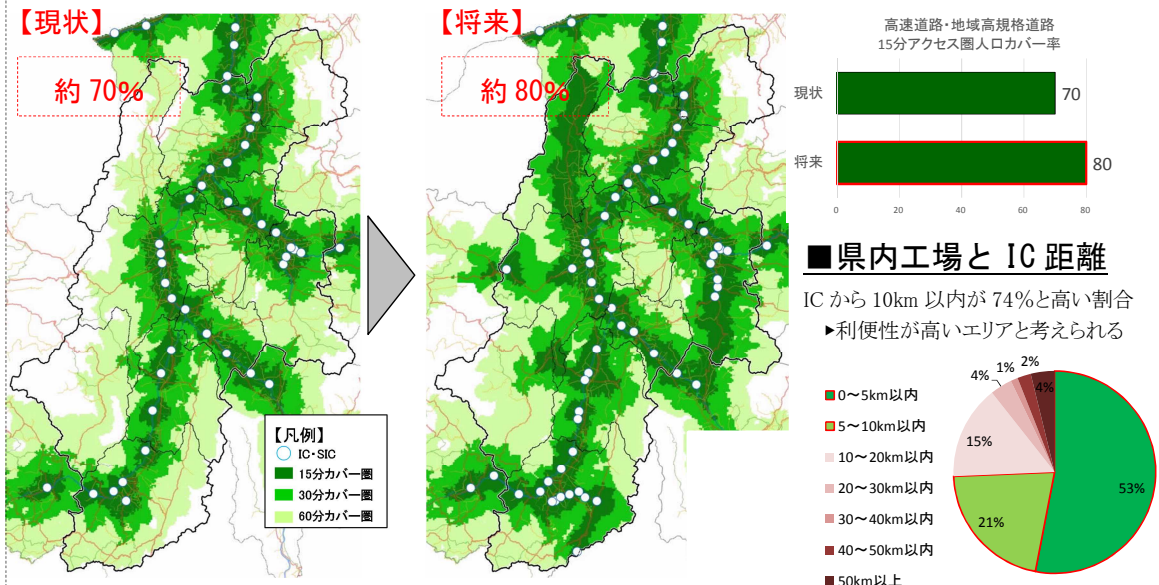 【現状】
約 70%
【凡例】
IC・SIC
15分カバー圏
30分カバー圏
60分カバー圏
【将来】
約 80%
高速道路・地域高規格道路
15分アクセス圏人口カバー率
現状
70
将来
80
0 20 40 60 80
■県内工場と IC 距離
IC から 10km 以内が 74%と高い割合
▶利便性が高いエリアと考えられる
0～5km以内
5～10km以内
10～20km以内
20～30km以内
30～40km以内
40～50km以内
50km以上
4%
1%
2%
4%
15%
21%
53%